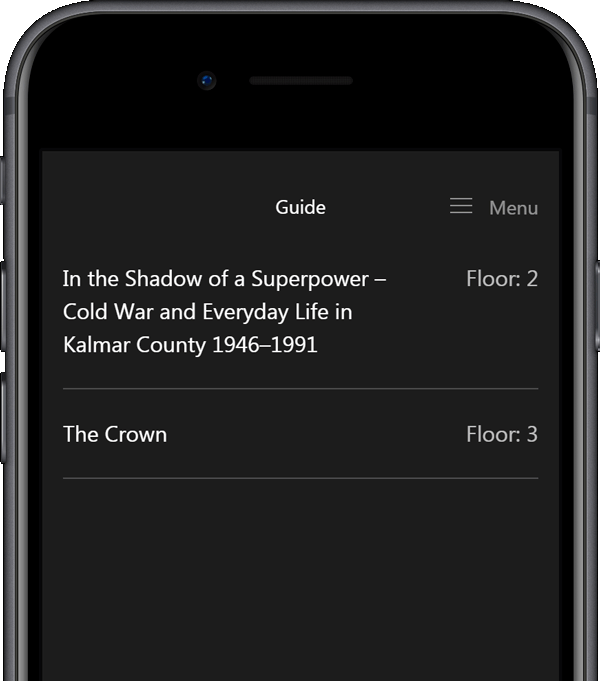 Guide
Menu
In the Shadow of a Superpower –
Floor: 2
Cold War and Everyday Life in
Kalmar County 1946–1991
The Crown
Floor: 3